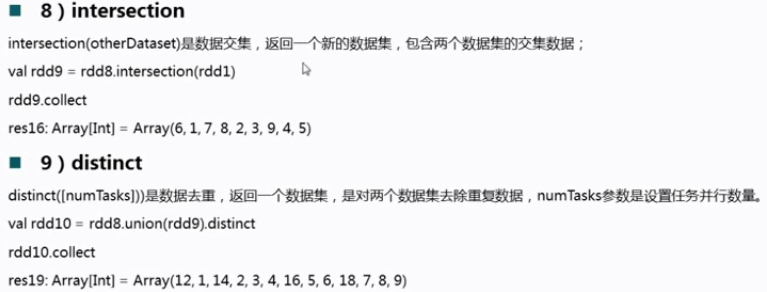 8）intersection
intersection(otherDataset)是数据交集，返回一个新的数据集，包含两个数据集的交集数据；
val rdd9 = rdd8.intersection(rdd1)
rdd9.collect
res16: Array[Int] = Array(6, 1, 7, 8, 2, 3, 9, 4, 5)
9）distinct
distinct([numTasks]))是数据去重，返回一个数据集，是对两个数据集去除重复数据，numTasks参数是设置任务并行数量。
val rdd10 = rdd8.union(rdd9).distinct
rdd10.collect
res19: Array[Int] = Array(12, 1, 14, 2, 3, 4, 16, 5, 6, 18, 7, 8, 9)